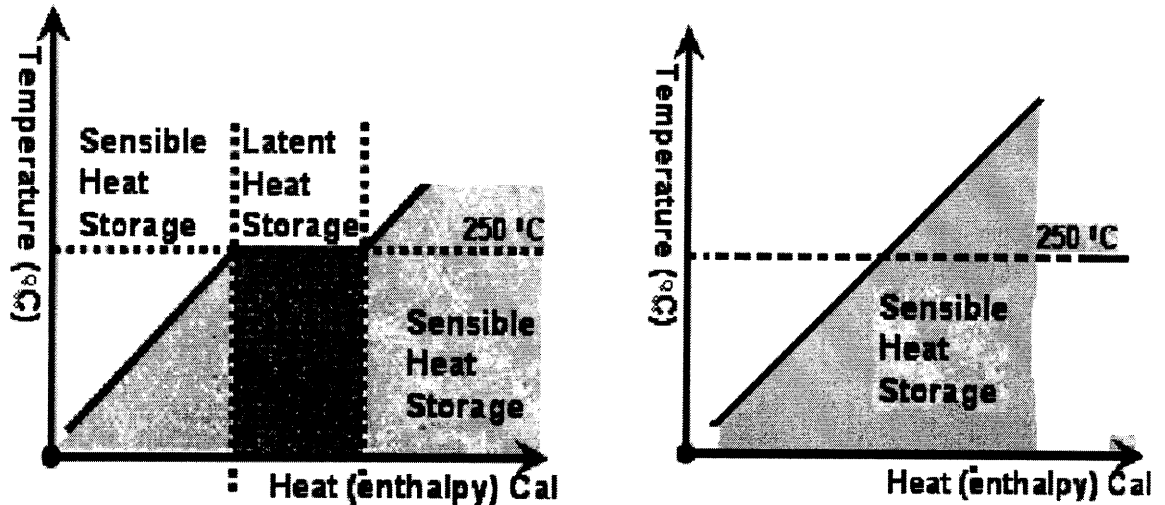 Temperature (°C)
Sensible
Heat
Storage
Latent
Heat
Storage
250 °C
Sensible
Heat
Storage
Heat (enthalpy) Cal
Temperature (°C)
250 °C
Sensible
Heat
Storage
Heat (enthalpy) Cal